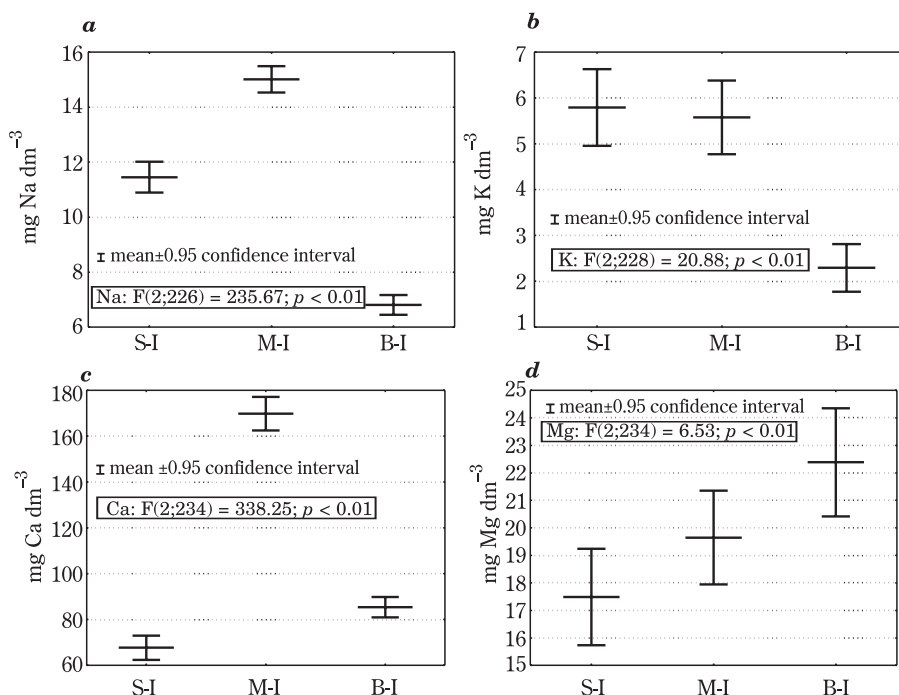 a
mg Na dm⁻³
16
14
12
10
8
6
mean±0.95 confidence interval
Na: F(2;226) = 235.67; p < 0.01
S-I M-I B-I
b
mg K dm⁻³
7
6
5
4
3
2
1
mean±0.95 confidence interval
K: F(2;228) = 20.88; p < 0.01
S-I M-I B-I
c
mg Ca dm⁻³
180
160
140
120
100
80
60
mean ±0.95 confidence interval
Ca: F(2;234) = 338.25; p < 0.01
S-I M-I B-I
d
mg Mg dm⁻³
25
24
23
22
21
20
19
18
17
16
15
mean±0.95 confidence interval
Mg: F(2;234) = 6.53; p < 0.01
S-I M-I B-I